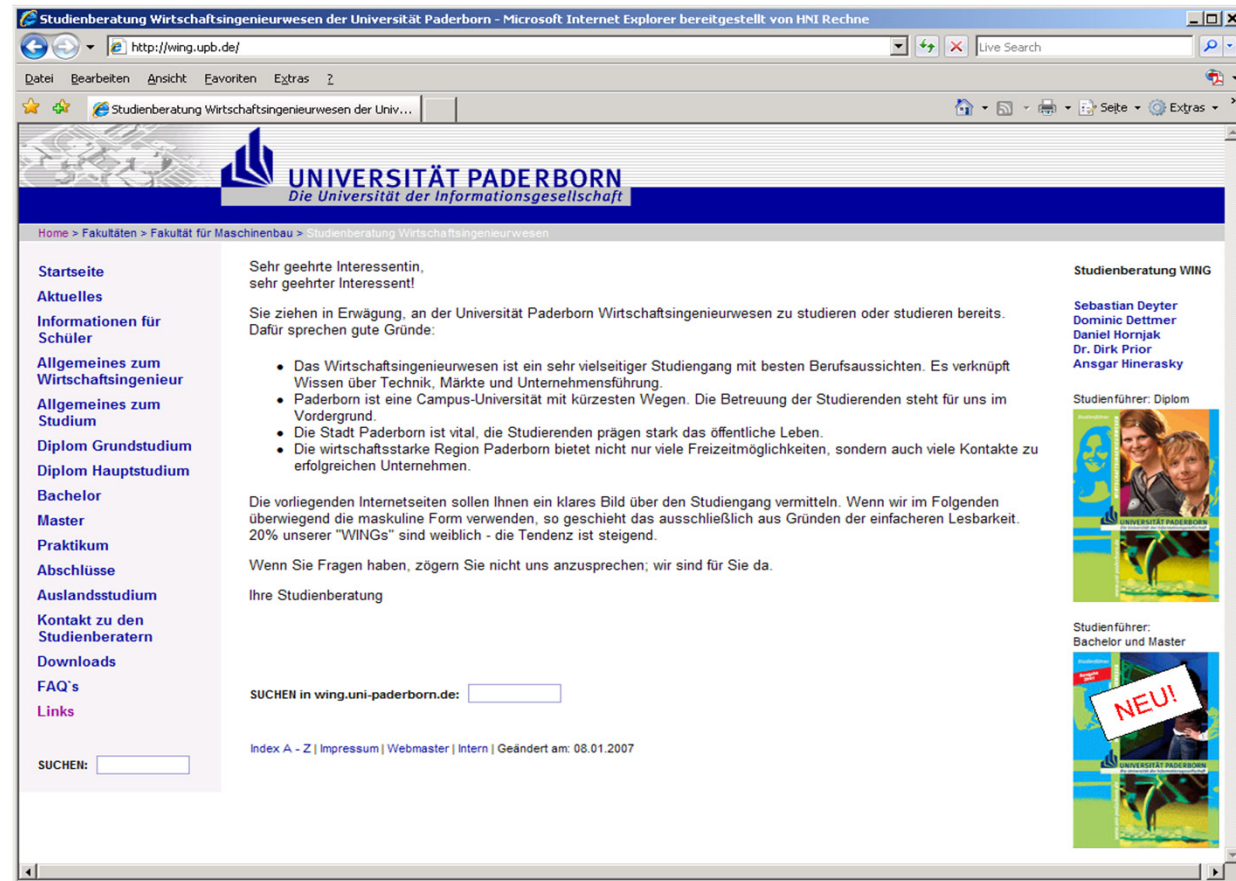 Studienberatung Wirtschaftsingenieurwesen der Universität Paderborn - Microsoft Internet Explorer bereitgestellt von HNI Rechne
http://wing.upb.de/
Live Search
Datei Bearbeiten Ansicht Favoriten Extras ?
Studienberatung Wirtschaftsingenieurwesen der Univ...
Seite Extras
UNIVERSITÄT PADERBORN
Die Universität der Informationsgesellschaft
Home > Fakultäten > Fakultät für Maschinenbau > Studienberatung Wirtschaftsingenieurwesen
Startseite
Aktuelles
Informationen für
Schüler
Allgemeines zum
Wirtschaftsingenieur
Allgemeines zum
Studium
Diplom Grundstudium
Diplom Hauptstudium
Bachelor
Master
Praktikum
Abschlüsse
Auslandsstudium
Kontakt zu den
Studienberatern
Downloads
FAQ`s
Links
SUCHEN:
Sehr geehrte Interessentin,
sehr geehrter Interessent!
Sie ziehen in Erwägung, an der Universität Paderborn Wirtschaftsingenieurwesen zu studieren oder studieren bereits.
Dafür sprechen gute Gründe:
• Das Wirtschaftsingenieurwesen ist ein sehr vielseitiger Studiengang mit besten Berufsaussichten. Es verknüpft
Wissen über Technik, Märkte und Unternehmensführung.
• Paderborn ist eine Campus-Universität mit kürzesten Wegen. Die Betreuung der Studierenden steht für uns im
Vordergrund.
• Die Stadt Paderborn ist vital, die Studierenden prägen stark das öffentliche Leben.
• Die wirtschaftsstarke Region Paderborn bietet nicht nur viele Freizeitmöglichkeiten, sondern auch viele Kontakte zu
erfolgreichen Unternehmen.
Die vorliegenden Internetseiten sollen Ihnen ein klares Bild über den Studiengang vermitteln. Wenn wir im Folgenden
überwiegend die maskuline Form verwenden, so geschieht das ausschließlich aus Gründen der einfacheren Lesbarkeit.
20% unserer "WINGs" sind weiblich - die Tendenz ist steigend.
Wenn Sie Fragen haben, zögern Sie nicht uns anzusprechen; wir sind für Sie da.
Ihre Studienberatung
SUCHEN in wing.uni-paderborn.de:
Index A - Z | Impressum | Webmaster | Intern | Geändert am: 08.01.2007
Studienberatung WING
Sebastian Deyter
Dominic Dettmer
Daniel Hornjak
Dr. Dirk Prior
Ansgar Hinerasky
Studienführer: Diplom
UNIVERSITÄT PADERBORN
Studienführer:
Bachelor und Master
NEU!
UNIVERSITÄT PADERBORN